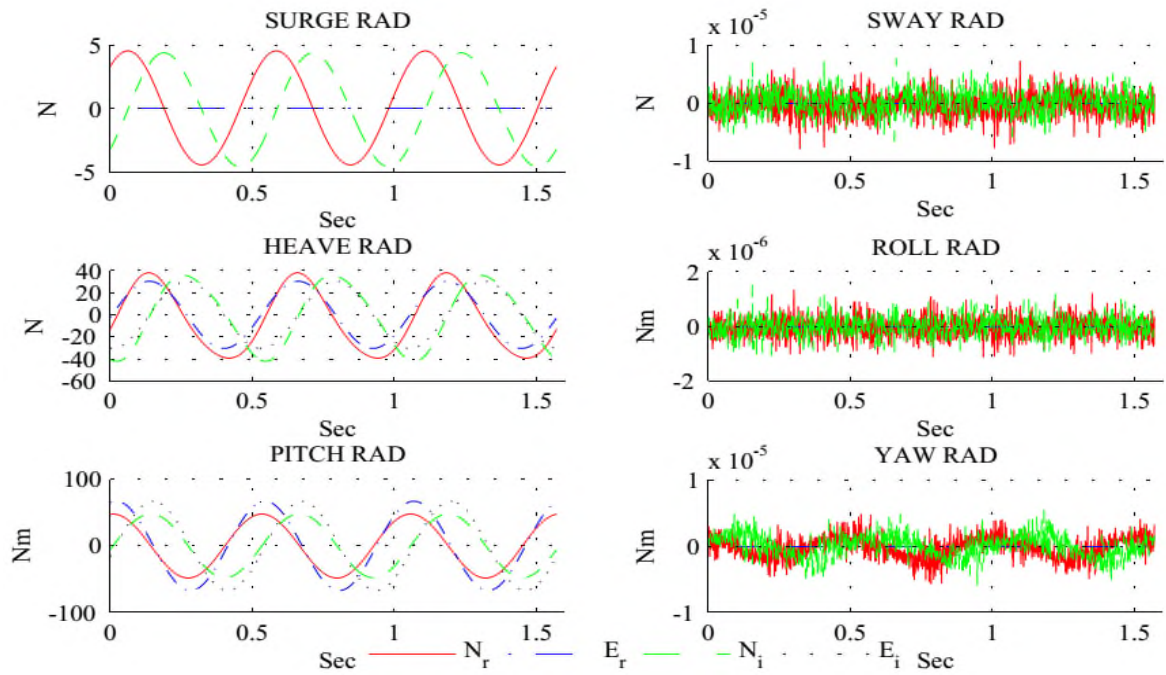 SURGE RAD
5
0
-5
N
0 0.5 1 1.5
Sec
x 10^-5
SWAY RAD
1
0
-1
N
0 0.5 1 1.5
Sec
HEAVE RAD
40
20
0
-20
-40
-60
N
0 0.5 1 1.5
Sec
x 10^-6
ROLL RAD
2
0
-2
Nm
0 0.5 1 1.5
Sec
PITCH RAD
100
0
-100
Nm
0 0.5 1 1.5
Sec
x 10^-5
YAW RAD
1
0
-1
Nm
0 0.5 1 1.5
Sec
N_r E_r N_i E_i